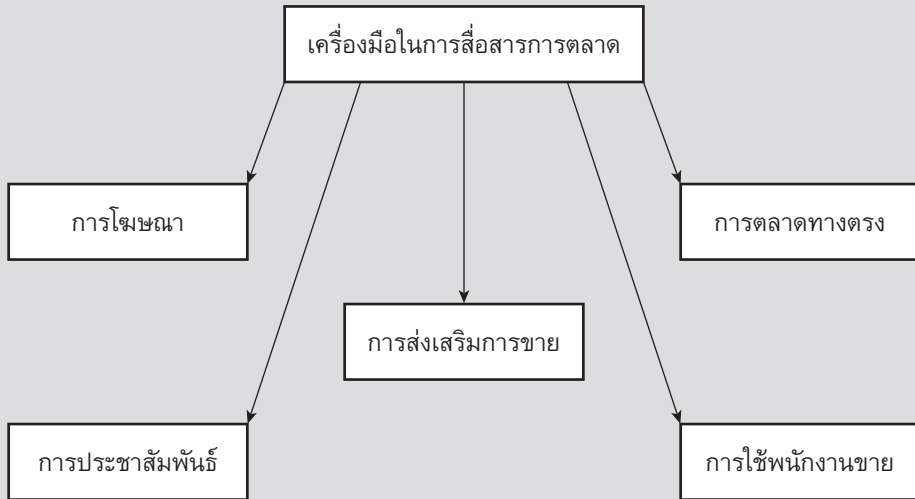 เครื่องมือในการสื่อสารการตลาด
การโฆษณา
การตลาดทางตรง
การส่งเสริมการขาย
การประชาสัมพันธ์
การใช้พนักงานขาย